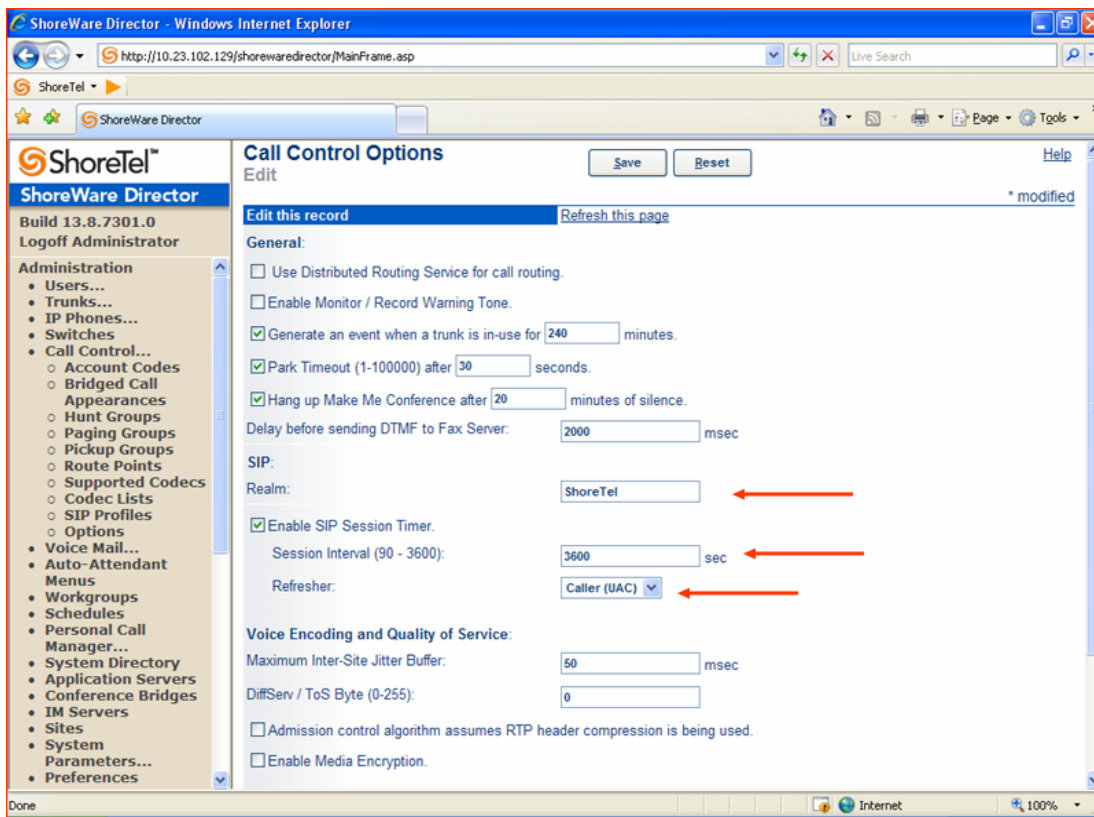 ShoreWare Director - Windows Internet Explorer
http://10.23.102.129/shorewaredirector/MainFrame.asp
Live Search
ShoreTel
ShoreWare Director
Page
Tools
ShoreTel™
ShoreWare Director
Build 13.8.7301.0
Logoff Administrator
Administration
• Users...
• Trunks...
• IP Phones...
• Switches
• Call Control...
○ Account Codes
○ Bridged Call
Appearances
○ Hunt Groups
○ Paging Groups
○ Pickup Groups
○ Route Points
○ Supported Codecs
○ Codec Lists
○ SIP Profiles
○ Options
• Voice Mail...
• Auto-Attendant
Menus
• Workgroups
• Schedules
• Personal Call
Manager...
• System Directory
• Application Servers
• Conference Bridges
• IM Servers
• Sites
• System
Parameters...
• Preferences
Call Control Options
Edit
Save
Reset
Help
* modified
Edit this record
Refresh this page
General:
Use Distributed Routing Service for call routing.
Enable Monitor / Record Warning Tone.
Generate an event when a trunk is in-use for 240 minutes.
Park Timeout (1-100000) after 30 seconds.
Hang up Make Me Conference after 20 minutes of silence.
Delay before sending DTMF to Fax Server: 2000 msec
SIP:
Realm: ShoreTel
Enable SIP Session Timer.
Session Interval (90 - 3600): 3600 sec
Refresher: Caller (UAC)
Voice Encoding and Quality of Service:
Maximum Inter-Site Jitter Buffer: 50 msec
DiffServ / ToS Byte (0-255): 0
Admission control algorithm assumes RTP header compression is being used.
Enable Media Encryption.
Done
Internet
100%